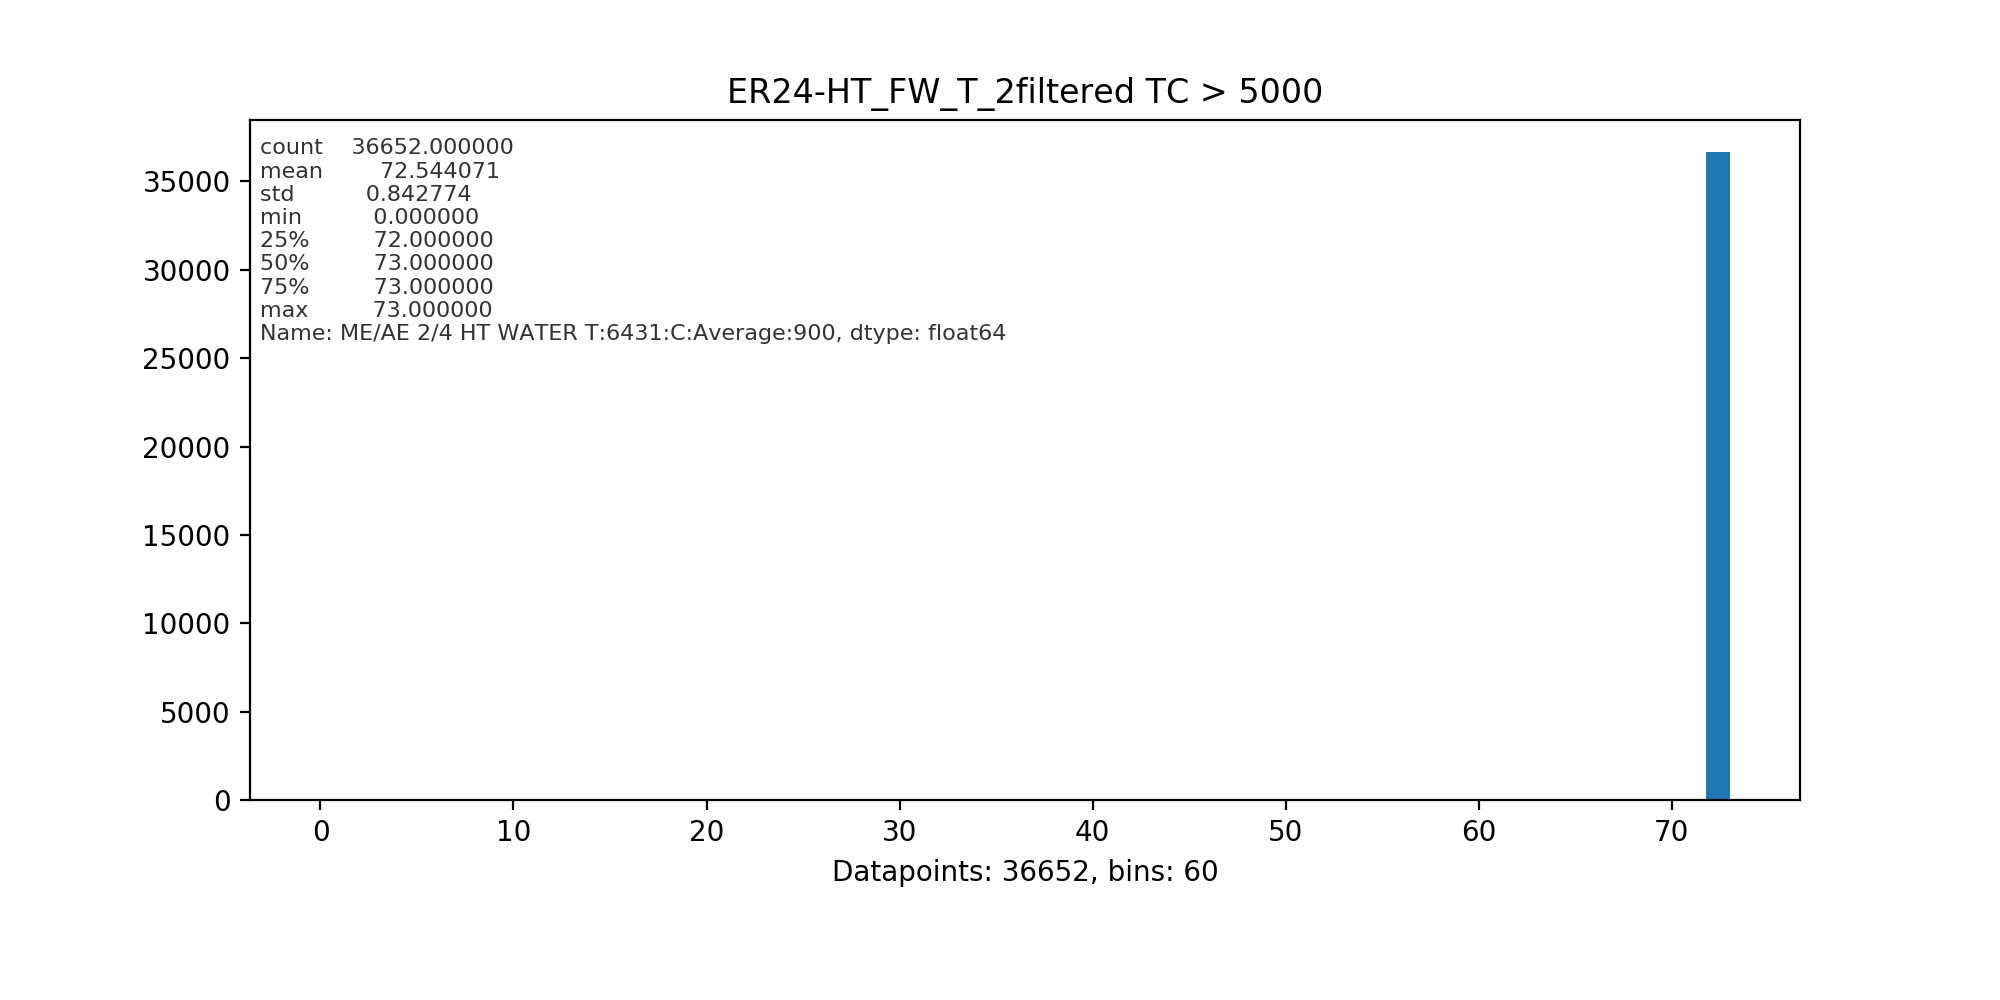 ER24-HT_FW_T_2filtered TC > 5000
count 36652.000000
mean 72.544071
std 0.842774
min 0.000000
25% 72.000000
50% 73.000000
75% 73.000000
max 73.000000
Name: ME/AE 2/4 HT WATER T:6431:C:Average:900, dtype: float64
35000
30000
25000
20000
15000
10000
5000
0
0 10 20 30 40 50 60 70
Datapoints: 36652, bins: 60